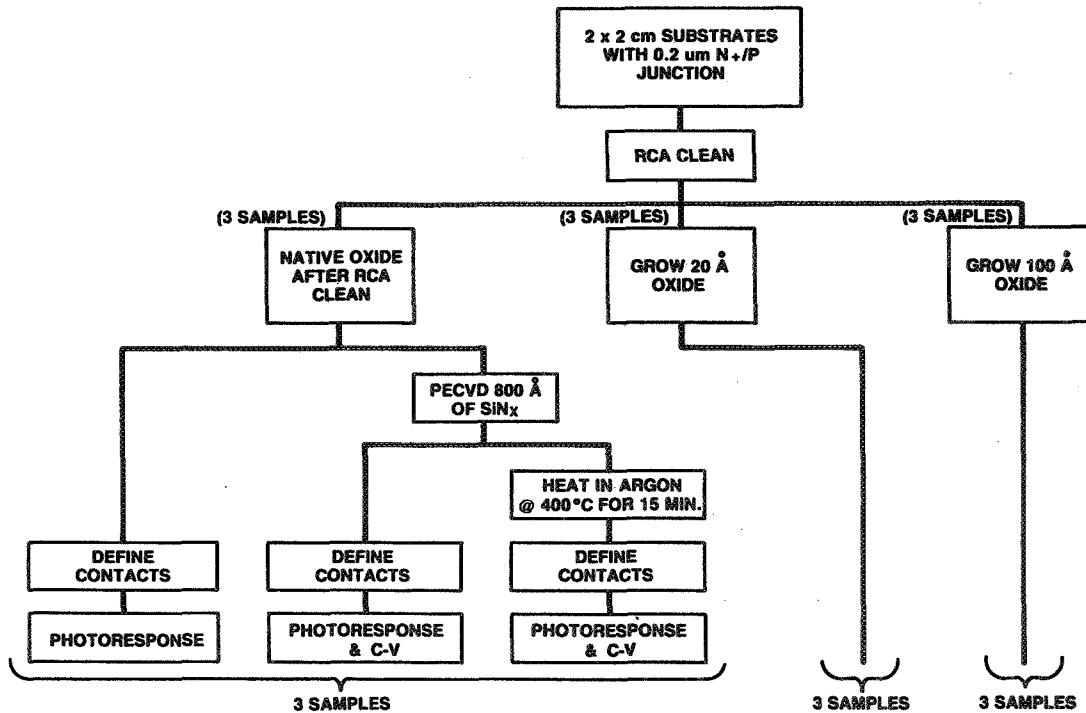 2 x 2 cm SUBSTRATES
WITH 0.2 um N+/P
JUNCTION
RCA CLEAN
(3 SAMPLES)
(3 SAMPLES)
(3 SAMPLES)
NATIVE OXIDE
AFTER RCA
CLEAN
GROW 20 Å
OXIDE
GROW 100 Å
OXIDE
PECVD 800 Å
OF SiNx
HEAT IN ARGON
@ 400°C FOR 15 MIN.
DEFINE
CONTACTS
DEFINE
CONTACTS
DEFINE
CONTACTS
PHOTORESPONSE
PHOTORESPONSE
& C-V
PHOTORESPONSE
& C-V
3 SAMPLES
3 SAMPLES
3 SAMPLES